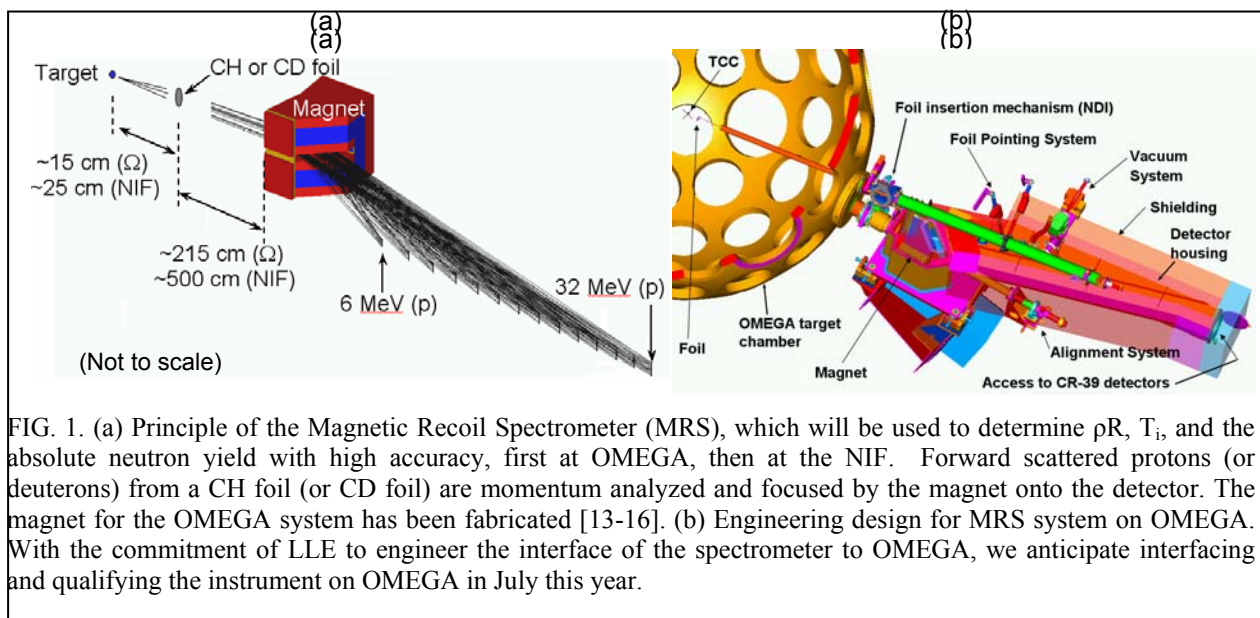 (a)
(a)
(b)
(b)
Target
CH or CD foil
Magnet
~15 cm (Ω)
~25 cm (NIF)
~215 cm (Ω)
~500 cm (NIF)
6 MeV (p)
32 MeV (p)
(Not to scale)
TCC
Foil insertion mechanism (NDI)
Foil Pointing System
Vacuum
System
Shielding
Detector
housing
OMEGA target
chamber
Foil
Magnet
Alignment System
Access to CR-39 detectors
FIG. 1. (a) Principle of the Magnetic Recoil Spectrometer (MRS), which will be used to determine ρR, Tᵢ, and the
absolute neutron yield with high accuracy, first at OMEGA, then at the NIF. Forward scattered protons (or
deuterons) from a CH foil (or CD foil) are momentum analyzed and focused by the magnet onto the detector. The
magnet for the OMEGA system has been fabricated [13-16]. (b) Engineering design for MRS system on OMEGA.
With the commitment of LLE to engineer the interface of the spectrometer to OMEGA, we anticipate interfacing
and qualifying the instrument on OMEGA in July this year.